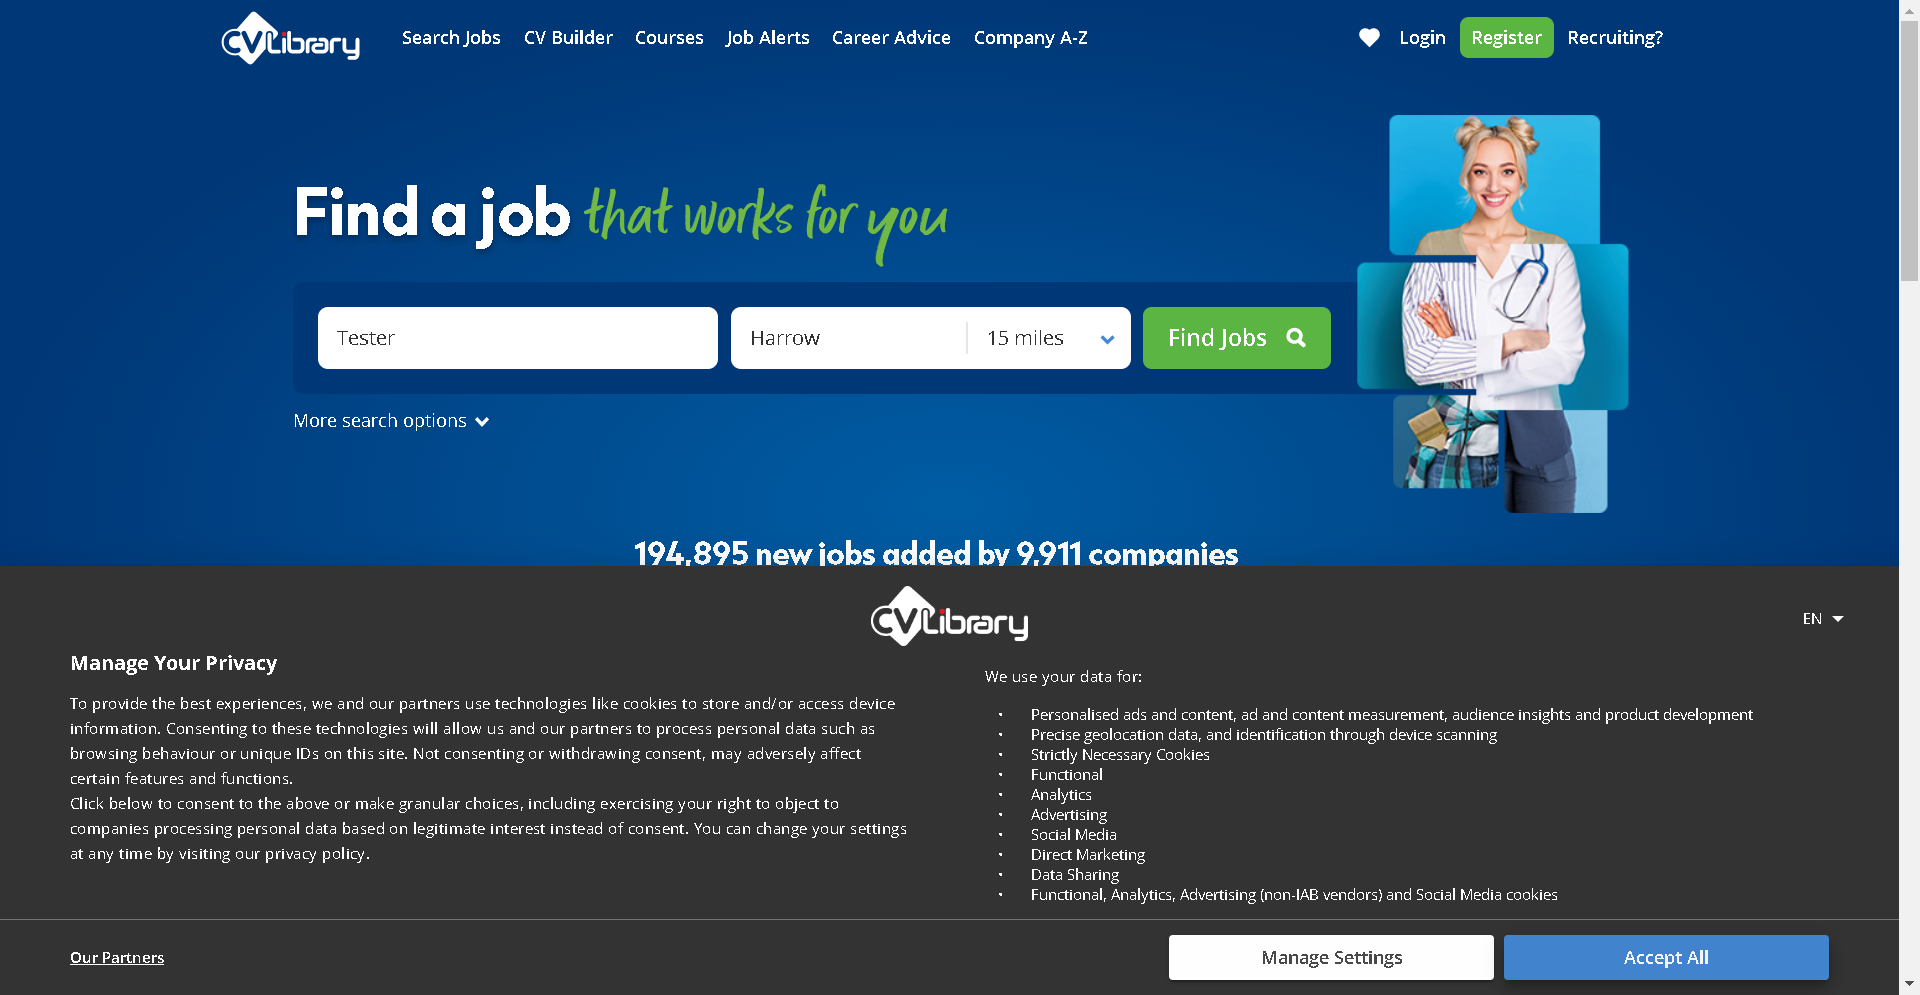 CVLibrary
Search Jobs
CV Builder
Courses
Job Alerts
Career Advice
Company A-Z
Login
Register
Recruiting?
Find a job that works for you
Tester
Harrow
15 miles
Find Jobs
More search options
194,895 new jobs added by 9,911 companies
CVLibrary
EN
Manage Your Privacy
To provide the best experiences, we and our partners use technologies like cookies to store and/or access device
information. Consenting to these technologies will allow us and our partners to process personal data such as
browsing behaviour or unique IDs on this site. Not consenting or withdrawing consent, may adversely affect
certain features and functions.
Click below to consent to the above or make granular choices, including exercising your right to object to
companies processing personal data based on legitimate interest instead of consent. You can change your settings
at any time by visiting our privacy policy.
We use your data for:
• Personalised ads and content, ad and content measurement, audience insights and product development
• Precise geolocation data, and identification through device scanning
• Strictly Necessary Cookies
• Functional
• Analytics
• Advertising
• Social Media
• Direct Marketing
• Data Sharing
• Functional, Analytics, Advertising (non-IAB vendors) and Social Media cookies
Our Partners
Manage Settings
Accept All